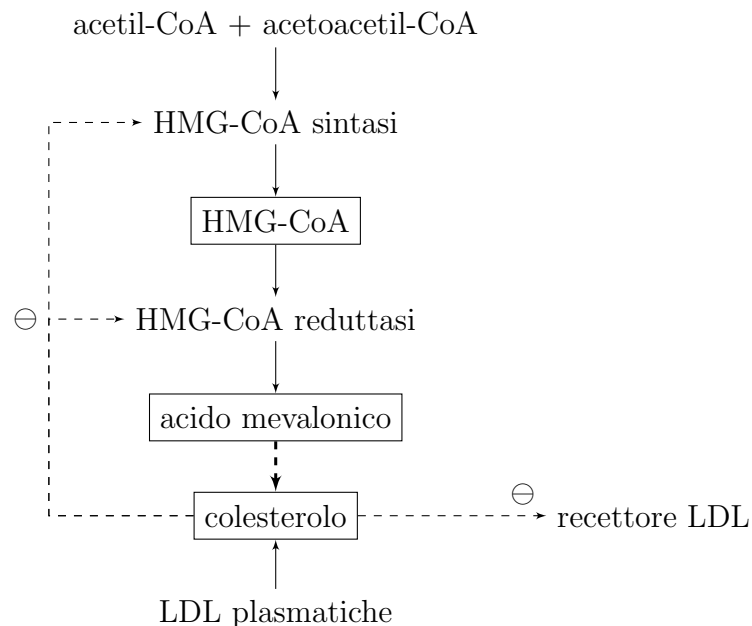 acetil-CoA + acetoacetil-CoA
HMG-CoA sintasi
HMG-CoA
⊖
HMG-CoA reduttasi
acido mevalonico
⊖
colesterolo
recettore LDL
LDL plasmatiche